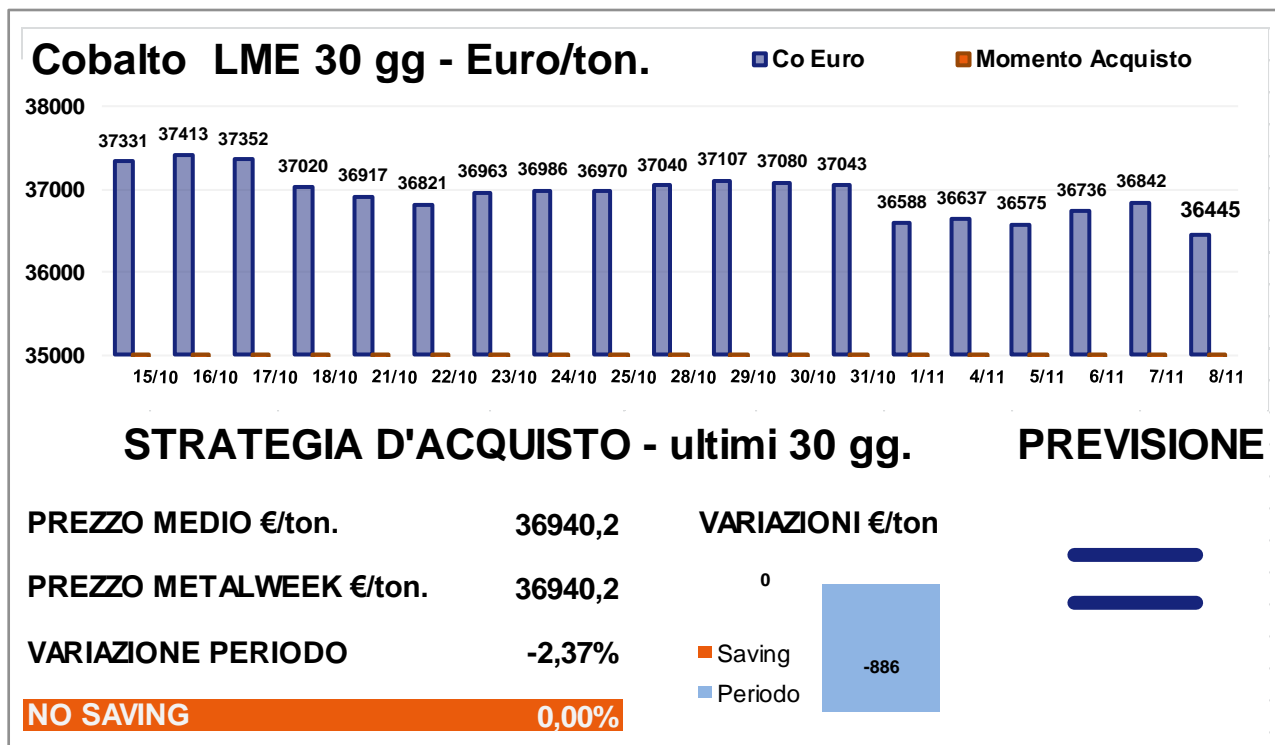 Cobalto LME 30 gg - Euro/ton.
Co Euro
Momento Acquisto
38000
37000
36000
35000
37331 37413 37352 37020 36917 36821 36963 36986 36970 37040 37107 37080 37043 36588 36637 36575 36736 36842 36445
15/10 16/10 17/10 18/10 21/10 22/10 23/10 24/10 25/10 28/10 29/10 30/10 31/10 1/11 4/11 5/11 6/11 7/11 8/11
STRATEGIA D'ACQUISTO - ultimi 30 gg.
PREVISIONE
PREZZO MEDIO €/ton. 36940,2
PREZZO METALWEEK €/ton. 36940,2
VARIAZIONE PERIODO -2,37%
NO SAVING 0,00%
VARIAZIONI €/ton
0
-886
Saving
Periodo